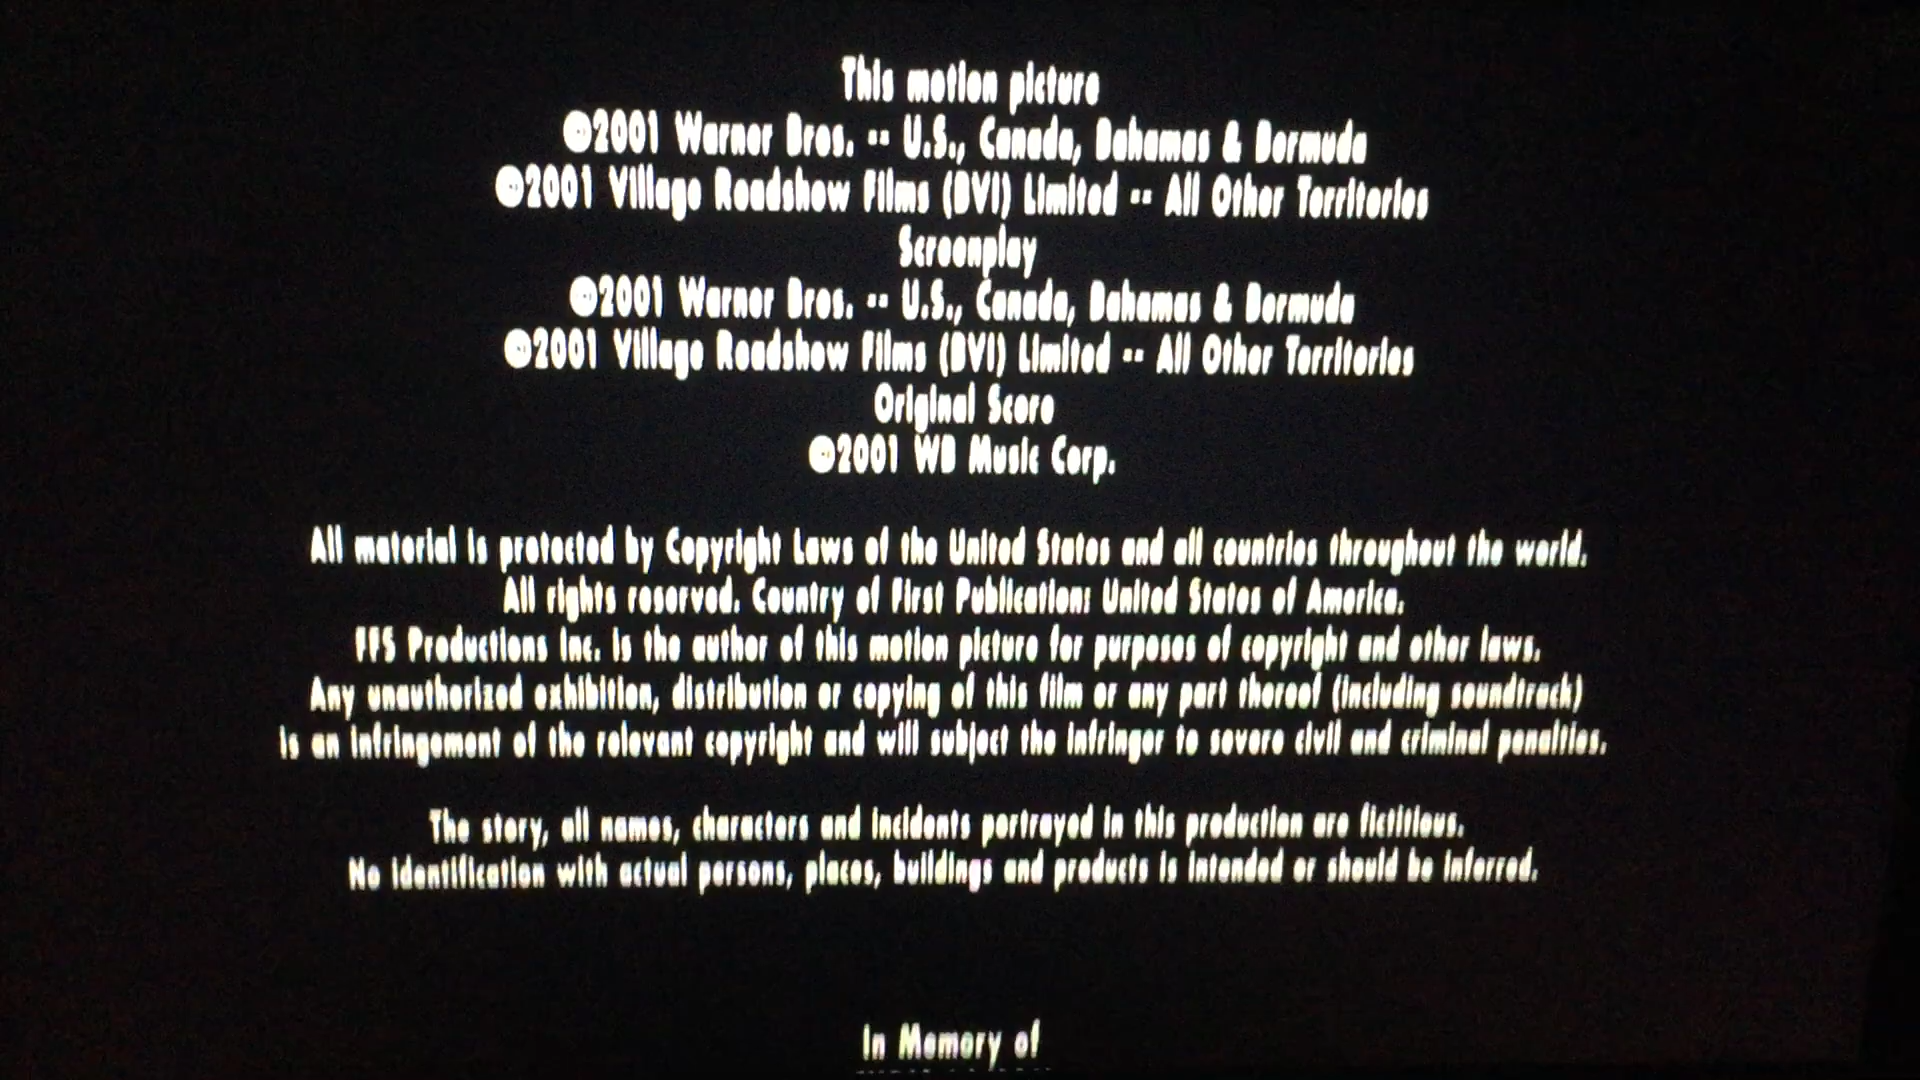 This motion picture
©2001 Warner Bros. -- U.S., Canada, Bahamas & Bermuda
©2001 Village Roadshow Films (BVI) Limited -- All Other Territories
Screenplay
©2001 Warner Bros. -- U.S., Canada, Bahamas & Bermuda
©2001 Village Roadshow Films (BVI) Limited -- All Other Territories
Original Score
©2001 WB Music Corp.
All material is protected by Copyright Laws of the United States and all countries throughout the world.
All rights reserved. Country of First Publication: United States of America.
FFS Productions Inc. is the author of this motion picture for purposes of copyright and other laws.
Any unauthorized exhibition, distribution or copying of this film or any part thereof (including soundtrack)
is an infringement of the relevant copyright and will subject the infringer to severe civil and criminal penalties.
The story, all names, characters and incidents portrayed in this production are fictitious.
No identification with actual persons, places, buildings and products is intended or should be inferred.
In Memory of